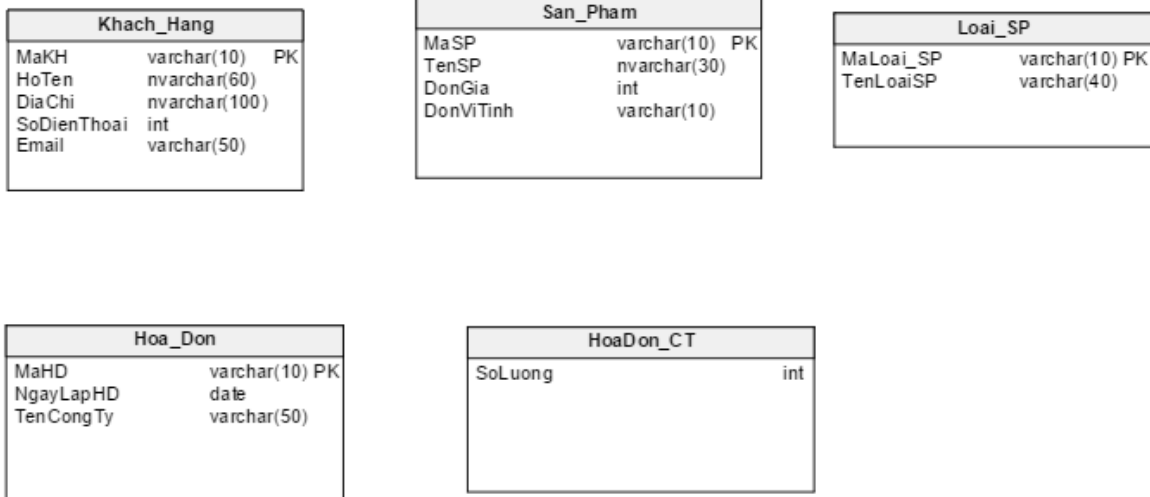 Khach_Hang
MaKH varchar(10) PK
HoTen nvarchar(60)
DiaChi nvarchar(100)
SoDienThoai int
Email varchar(50)
San_Pham
MaSP varchar(10) PK
TenSP nvarchar(30)
DonGia int
DonViTinh varchar(10)
Loai_SP
MaLoai_SP varchar(10) PK
TenLoaiSP varchar(40)
Hoa_Don
MaHD varchar(10) PK
NgayLapHD date
TenCongTy varchar(50)
HoaDon_CT
SoLuong int